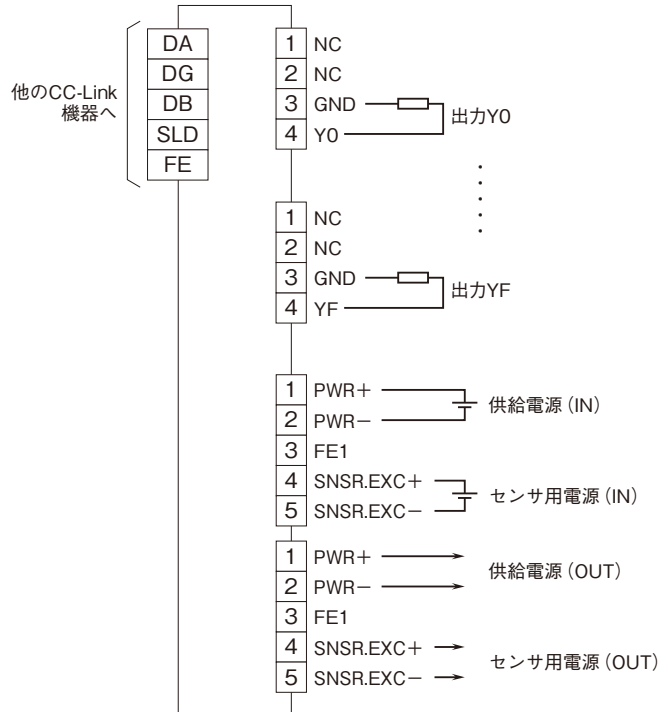 他のCC-Link
機器へ
DA
DG
DB
SLD
FE
1 NC
2 NC
3 GND
4 Y0
出力Y0
1 NC
2 NC
3 GND
4 YF
出力YF
1 PWR＋
2 PWR－
供給電源（IN）
3 FE1
4 SNSR.EXC＋
5 SNSR.EXC－
センサ用電源（IN）
1 PWR＋
2 PWR－
供給電源（OUT）
3 FE1
4 SNSR.EXC＋
5 SNSR.EXC－
センサ用電源（OUT）